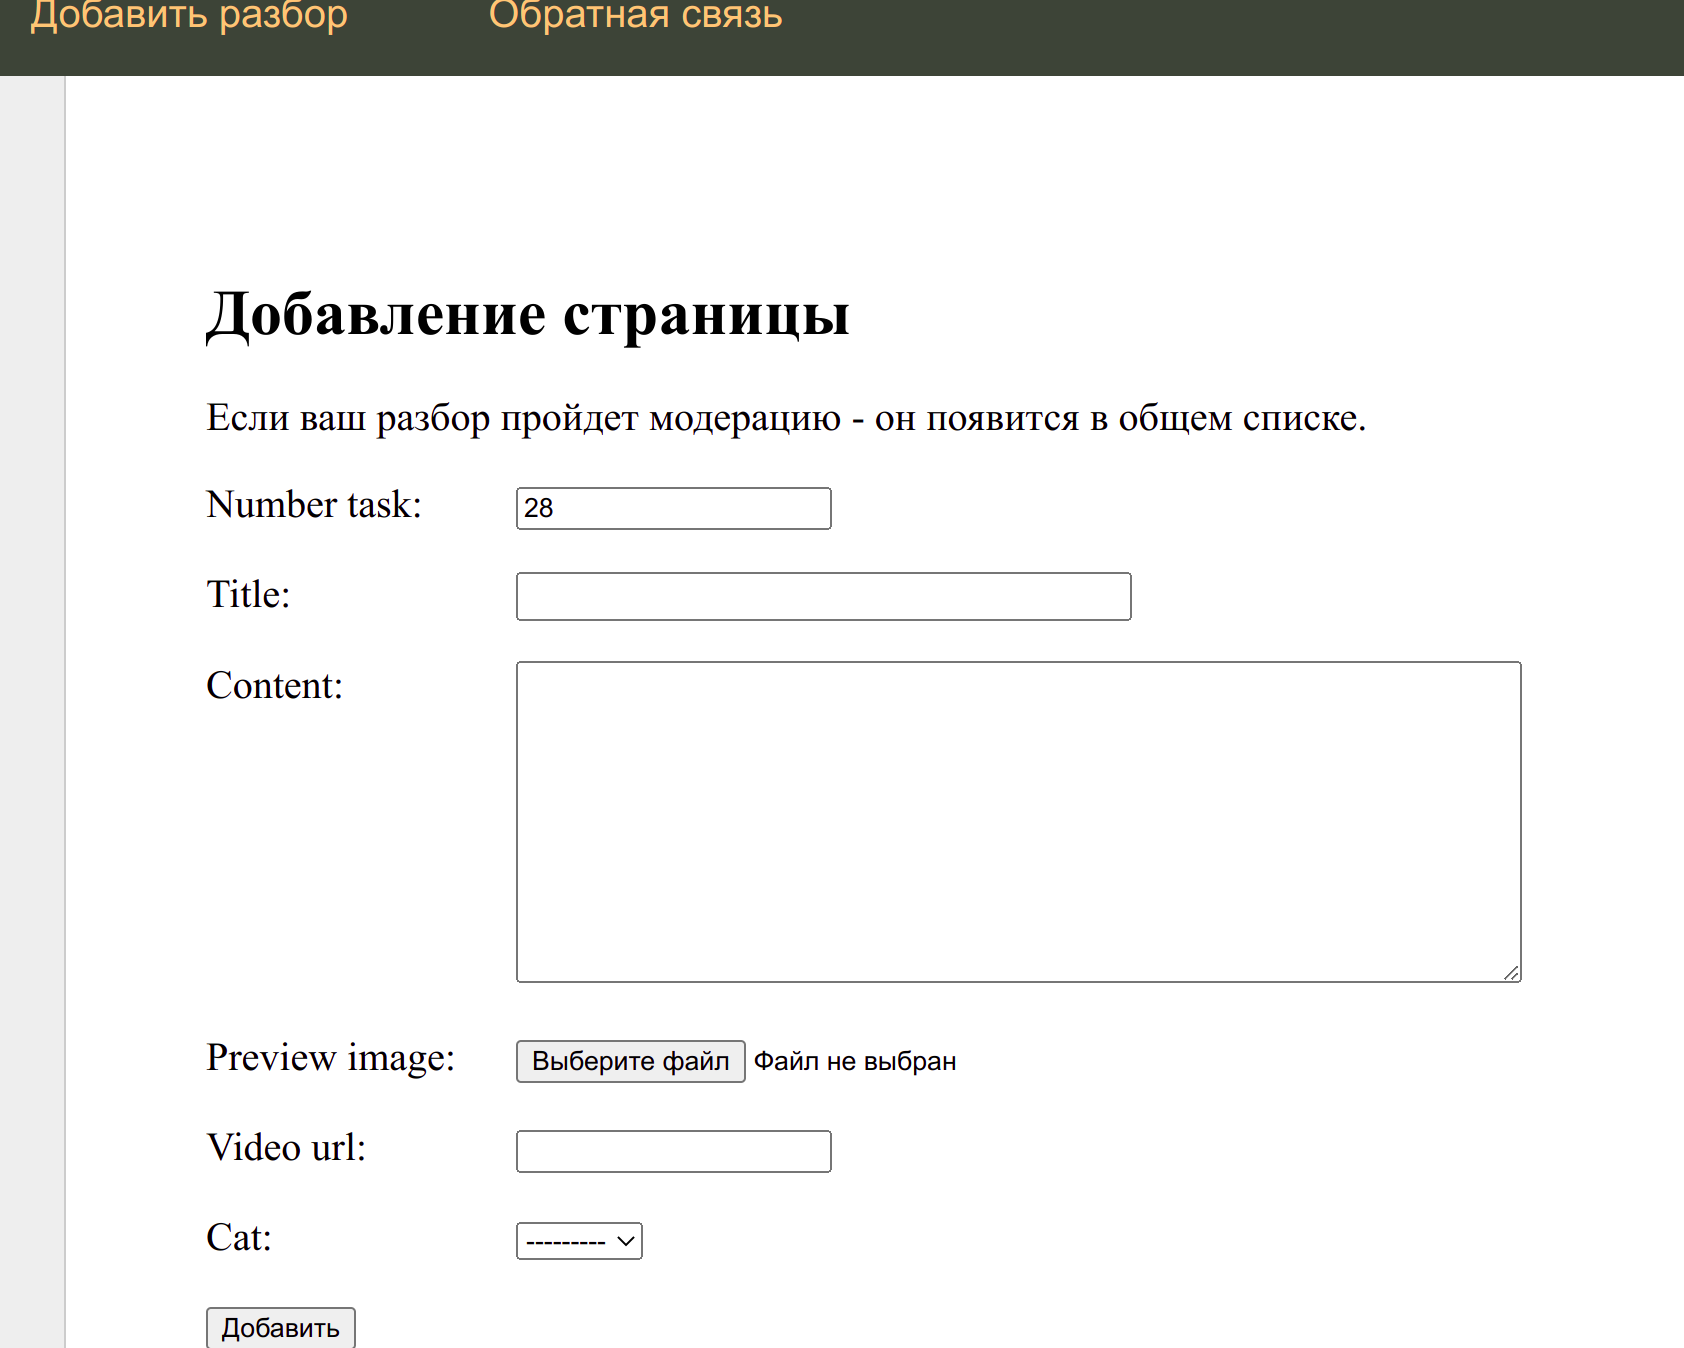 Добавить разбор Обратная связь
Добавление страницы
Если ваш разбор пройдет модерацию - он появится в общем списке.
Number task: 28
Title:
Content:
Preview image: Выберите файл Файл не выбран
Video url:
Cat: ---------
Добавить